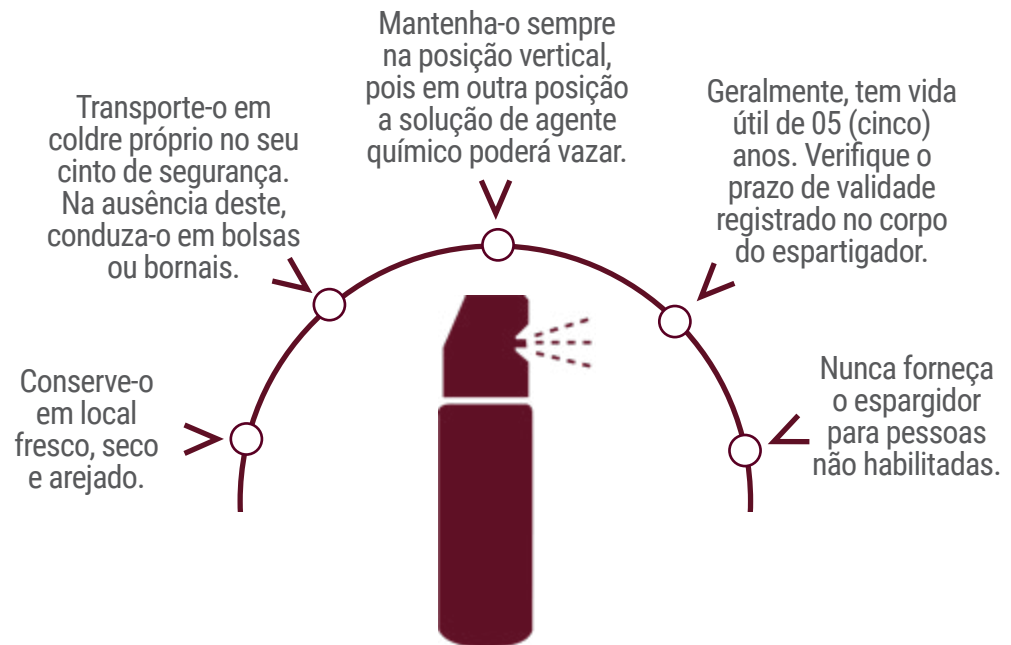 Conserve-o
em local
fresco, seco
e arejado.
Transporte-o em
coldre próprio no seu
cinto de segurança.
Na ausência deste,
conduza-o em bolsas
ou bornais.
Mantenha-o sempre
na posição vertical,
pois em outra posição
a solução de agente
químico poderá vazar.
Geralmente, tem vida
útil de 05 (cinco)
anos. Verifique o
prazo de validade
registrado no corpo
do espartigador.
Nunca forneça
o espargidor
para pessoas
não habilitadas.